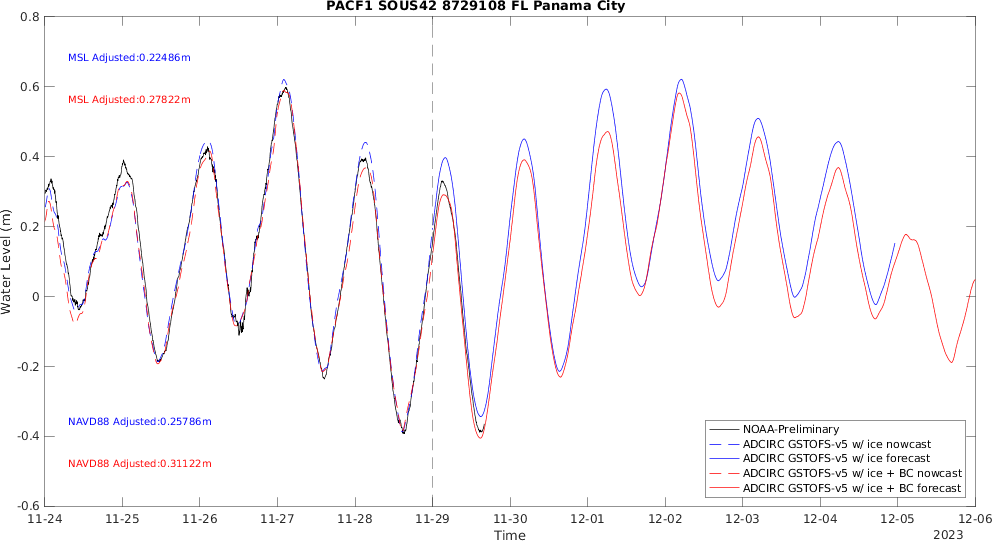 PACF1 SOUS42 8729108 FL Panama City
0.8
0.6
0.4
0.2
0
-0.2
-0.4
-0.6
Water Level (m)
MSL Adjusted:0.22486m
MSL Adjusted:0.27822m
NAVD88 Adjusted:0.25786m
NAVD88 Adjusted:0.31122m
NOAA-Preliminary
ADCIRC GSTOFS-v5 w/ ice nowcast
ADCIRC GSTOFS-v5 w/ ice forecast
ADCIRC GSTOFS-v5 w/ ice + BC nowcast
ADCIRC GSTOFS-v5 w/ ice + BC forecast
11-24 11-25 11-26 11-27 11-28 11-29 11-30 12-01 12-02 12-03 12-04 12-05 12-06
Time
2023